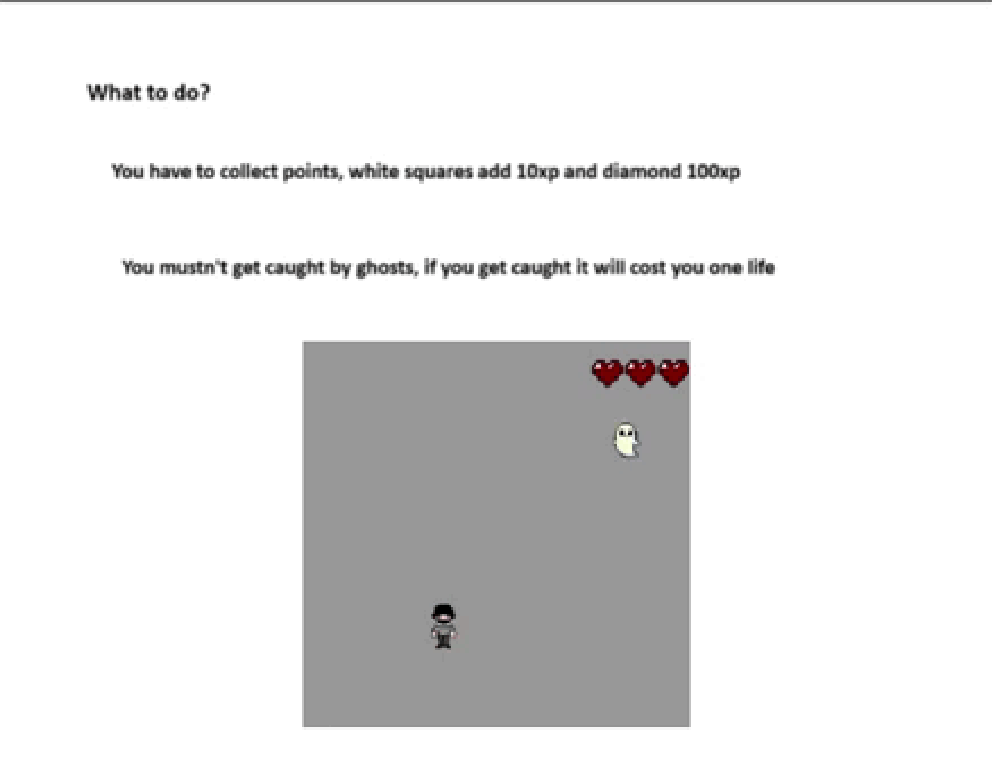 What to do?
You have to collect points, white squares add 10xp and diamond 100xp
You mustn't get caught by ghosts, if you get caught it will cost you one life